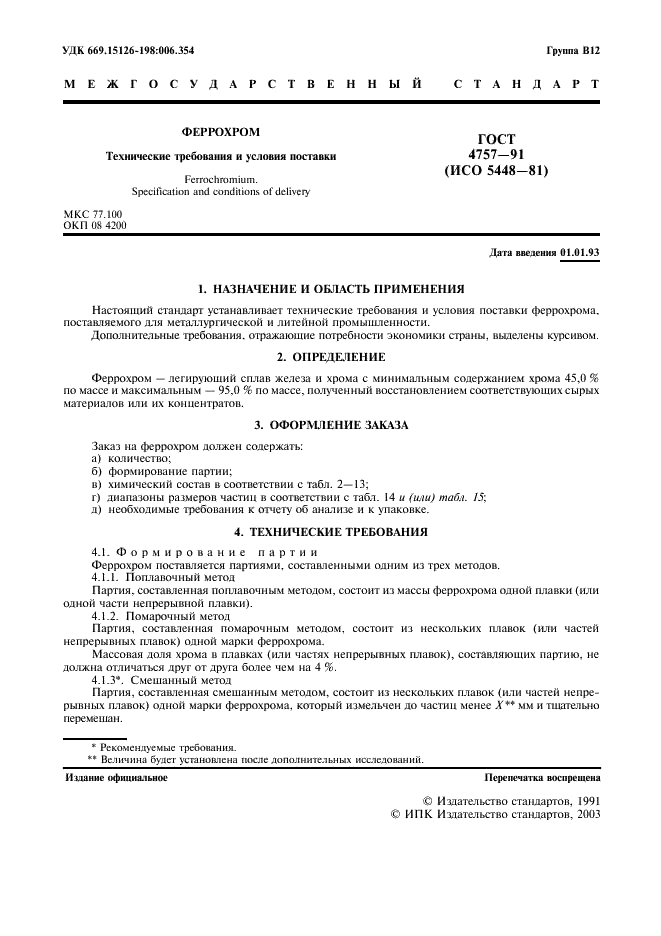 УДК 669.15126-198:006.354
Группа В12
МЕЖГОСУДАРСТВЕННЫЙ СТАНДАРТ
ФЕРРОХРОМ
Технические требования и условия поставки
Ferrochromium.
Specification and conditions of delivery
ГОСТ
4757—91
(ИСО 5448—81)
МКС 77.100
ОКП 08 4200
Дата введения 01.01.93
1. НАЗНАЧЕНИЕ И ОБЛАСТЬ ПРИМЕНЕНИЯ
Настоящий стандарт устанавливает технические требования и условия поставки феррохрома,
поставляемого для металлургической и литейной промышленности.
Дополнительные требования, отражающие потребности экономики страны, выделены курсивом.
2. ОПРЕДЕЛЕНИЕ
Феррохром — легирующий сплав железа и хрома с минимальным содержанием хрома 45,0 %
по массе и максимальным — 95,0 % по массе, полученный восстановлением соответствующих сырых
материалов или их концентратов.
3. ОФОРМЛЕНИЕ ЗАКАЗА
Заказ на феррохром должен содержать:
а) количество;
б) формирование партии;
в) химический состав в соответствии с табл. 2—13;
г) диапазоны размеров частиц в соответствии с табл. 14 и (или) табл. 15;
д) необходимые требования к отчету об анализе и к упаковке.
4. ТЕХНИЧЕСКИЕ ТРЕБОВАНИЯ
4.1. Формирование партии
Феррохром поставляется партиями, составленными одним из трех методов.
4.1.1. Поплавочный метод
Партия, составленная поплавочным методом, состоит из массы феррохрома одной плавки (или
одной части непрерывной плавки).
4.1.2. Помарочный метод
Партия, составленная помарочным методом, состоит из нескольких плавок (или частей
непрерывных плавок) одной марки феррохрома.
Массовая доля хрома в плавках (или частях непрерывных плавок), составляющих партию, не
должна отличаться друг от друга более чем на 4 %.
4.1.3*. Смешанный метод
Партия, составленная смешанным методом, состоит из нескольких плавок (или частей непре-
рывных плавок) одной марки феррохрома, который измельчен до частиц менее X** мм и тщательно
перемешан.
* Рекомендуемые требования.
** Величина будет установлена после дополнительных исследований.
Издание официальное
Перепечатка воспрещена
© Издательство стандартов, 1991
© ИПК Издательство стандартов, 2003